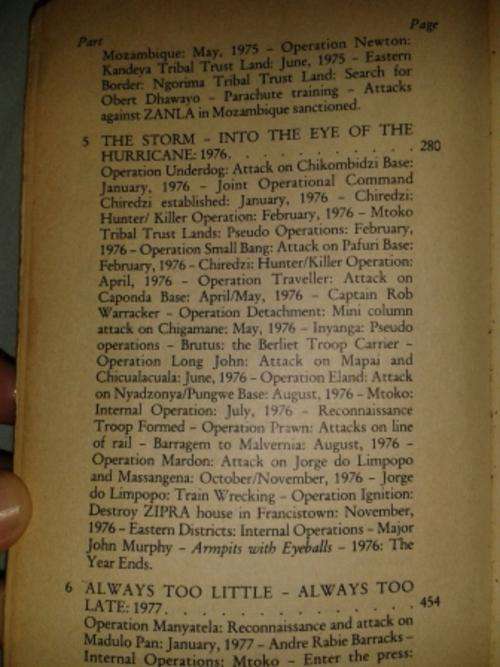 Part
Page
Mozambique: May, 1975 – Operation Newton:
Kandeya Tribal Trust Land: June, 1975 – Eastern
Border: Ngorima Tribal Trust Land: Search for
Obert Dhawayo – Parachute training – Attacks
against ZANLA in Mozambique sanctioned.
5 THE STORM – INTO THE EYE OF THE
HURRICANE: 1976. . . . . . . . . . . . 280
Operation Underdog: Attack on Chikombidzi Base:
January, 1976 – Joint Operational Command
Chiredzi established: January, 1976 – Chiredzi:
Hunter/ Killer Operation: February, 1976 – Mtoko
Tribal Trust Lands: Pseudo Operations: February,
1976 – Operation Small Bang: Attack on Pafuri Base:
February, 1976 – Chiredzi: Hunter/Killer Operation:
April, 1976 – Operation Traveller: Attack on
Caponda Base: April/May, 1976 – Captain Rob
Warracker – Operation Detachment: Mini column
attack on Chigamane: May, 1976 – Inyanga: Pseudo
operations – Brutus: the Berliet Troop Carrier –
Operation Long John: Attack on Mapai and
Chicualacuala: June, 1976 – Operation Eland: Attack
on Nyadzonya/Pungwe Base: August, 1976 – Mtoko:
Internal Operation: July, 1976 – Reconnaissance
Troop Formed – Operation Prawn: Attacks on line
of rail – Barragem to Malvernia: August, 1976 –
Operation Mardon: Attack on Jorge do Limpopo
and Massangena: October/November, 1976 – Jorge
do Limpopo: Train Wrecking – Operation Ignition:
Destroy ZIPRA house in Francistown: November,
1976 – Eastern Districts: Internal Operations – Major
John Murphy – Armpits with Eyeballs – 1976: The
Year Ends.
6 ALWAYS TOO LITTLE – ALWAYS TOO
LATE: 1977. . . . . . . . . . . . . . . 454
Operation Manyatela: Reconnaissance and attack on
Madulo Pan: January, 1977 – Andre Rabie Barracks –
Internal Operations: Mtoko – Enter the press: